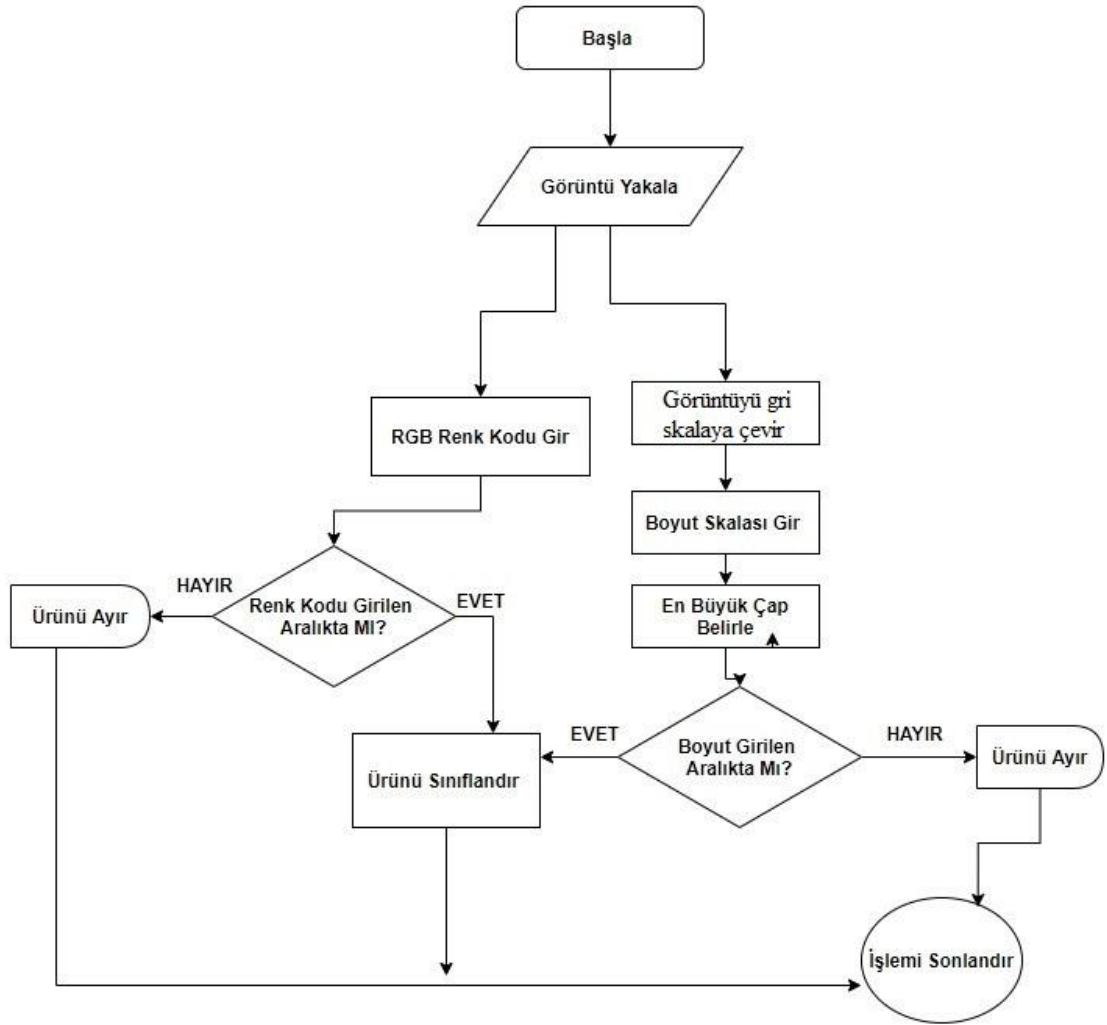 Başla
Görüntü Yakala
Görüntüyü gri
skalaya çevir
RGB Renk Kodu Gir
Boyut Skalası Gir
HAYIR
EVET
Ürünü Ayır
Renk Kodu Girilen
Aralıkta MI?
En Büyük Çap
Belirle
EVET
HAYIR
Ürünü Sınıflandır
Boyut Girilen
Aralıkta Mı?
Ürünü Ayır
İşlemi Sonlandır